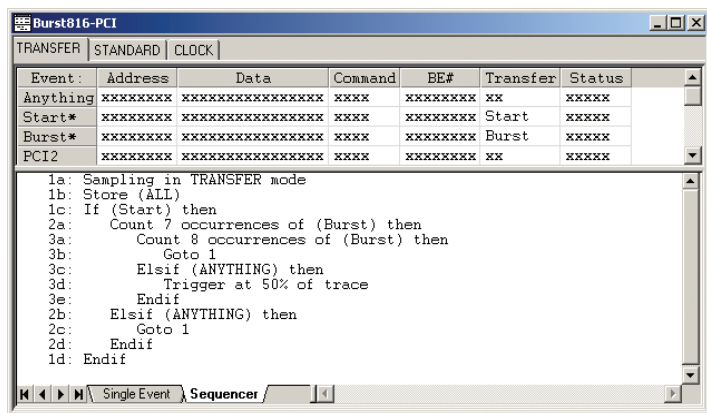 Burst816-PCI
TRANSFER STANDARD CLOCK
Event: Address Data Command BE# Transfer Status
Anything xxxxxxxx xxxxxxxxxxxxxxxx xxxx xxxxxxxx xx xxxxx
Start* xxxxxxxx xxxxxxxxxxxxxxxx xxxx xxxxxxxx Start xxxxx
Burst* xxxxxxxx xxxxxxxxxxxxxxxx xxxx xxxxxxxx Burst xxxxx
PCI2 xxxxxxxx xxxxxxxxxxxxxxxx xxxx xxxxxxxx xx xxxxx
1a: Sampling in TRANSFER mode
1b: Store (ALL)
1c: If (Start) then
2a: Count 7 occurrences of (Burst) then
3a: Count 8 occurrences of (Burst) then
3b: Goto 1
3c: Elsif (ANYTHING) then
3d: Trigger at 50% of trace
3e: Endif
2b: Elsif (ANYTHING) then
2c: Goto 1
2d: Endif
1d: Endif
Single Event Sequencer